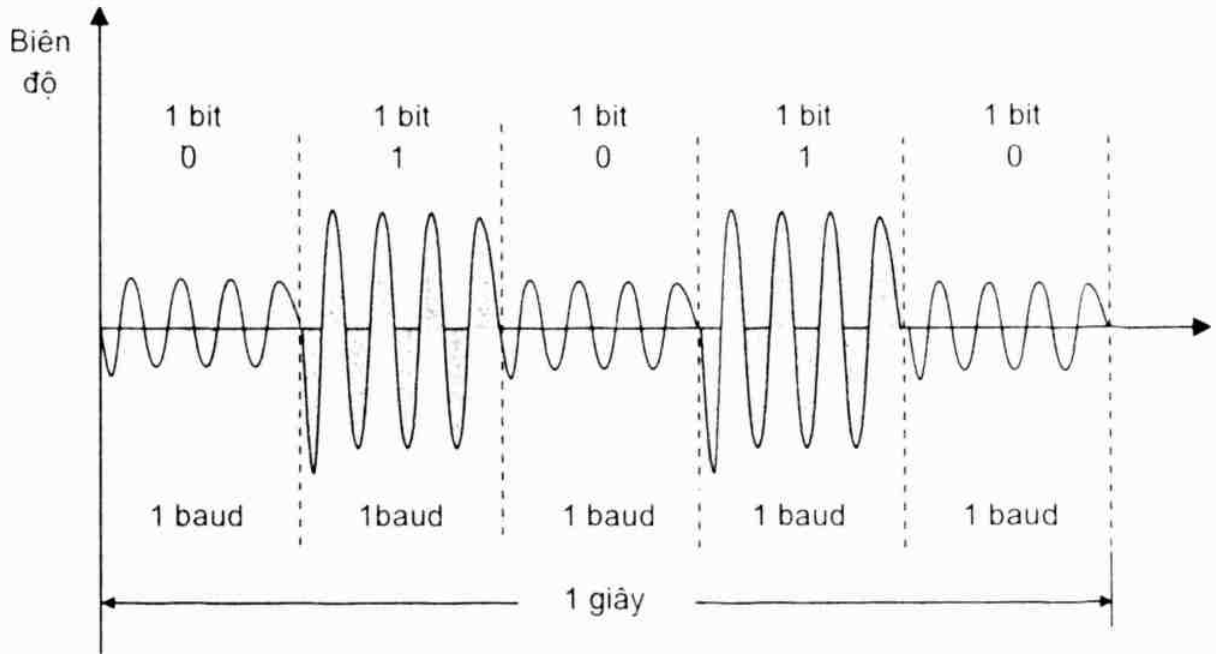 Biên
độ
1 bit 1 bit 1 bit 1 bit 1 bit
0 1 0 1 0
1 baud 1baud 1 baud 1 baud 1 baud
1 giây